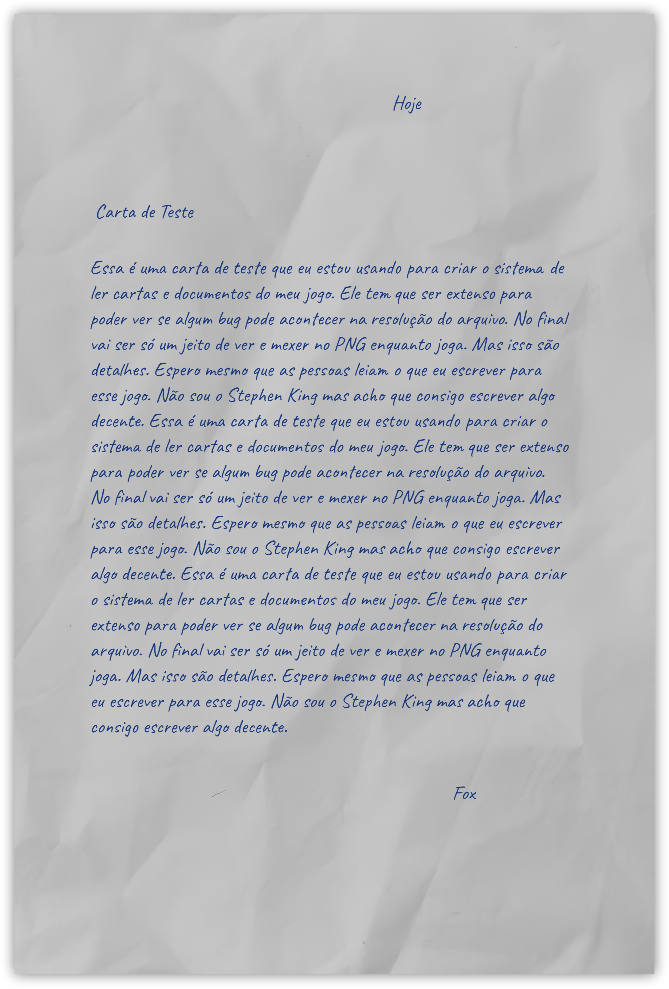 Hoje
Carta de Teste
Essa é uma carta de teste que eu estou usando para criar o sistema de
ler cartas e documentos do meu jogo. Ele tem que ser extenso para
poder ver se algum bug pode acontecer na resolução do arquivo. No final
vai ser só um jeito de ver e mexer no PNG enquanto joga. Mas isso são
detalhes. Espero mesmo que as pessoas leiam o que eu escrever para
esse jogo. Não sou o Stephen King mas acho que consigo escrever algo
decente. Essa é uma carta de teste que eu estou usando para criar o
sistema de ler cartas e documentos do meu jogo. Ele tem que ser extenso
para poder ver se algum bug pode acontecer na resolução do arquivo.
No final vai ser só um jeito de ver e mexer no PNG enquanto joga. Mas
isso são detalhes. Espero mesmo que as pessoas leiam o que eu escrever
para esse jogo. Não sou o Stephen King mas acho que consigo escrever
algo decente. Essa é uma carta de teste que eu estou usando para criar
o sistema de ler cartas e documentos do meu jogo. Ele tem que ser
extenso para poder ver se algum bug pode acontecer na resolução do
arquivo. No final vai ser só um jeito de ver e mexer no PNG enquanto
joga. Mas isso são detalhes. Espero mesmo que as pessoas leiam o que
eu escrever para esse jogo. Não sou o Stephen King mas acho que
consigo escrever algo decente.
Fox